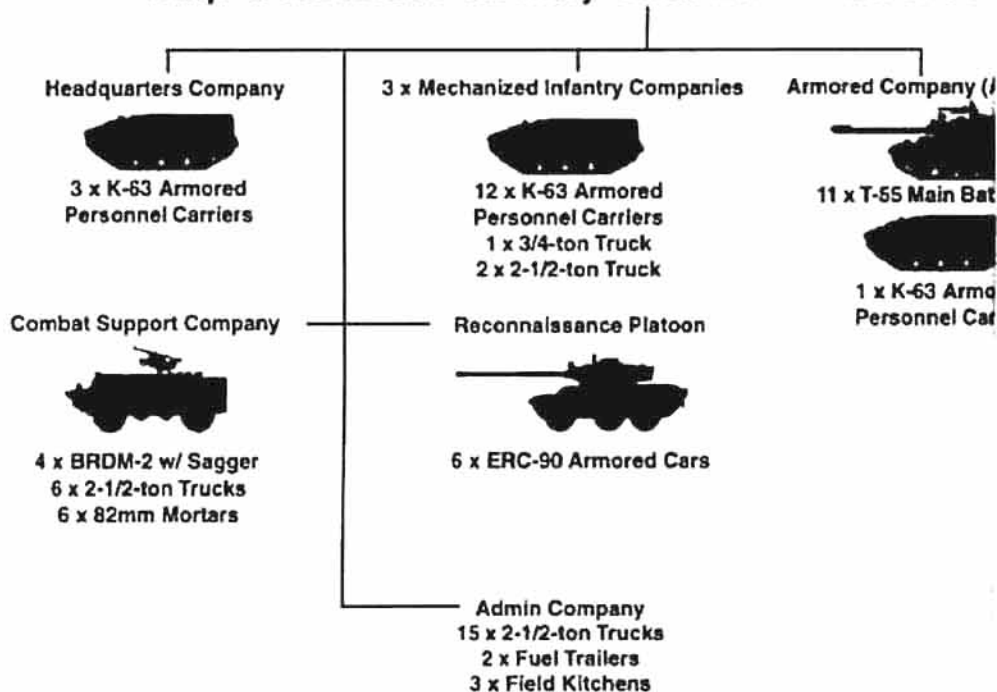 Headquarters Company
3 x K-63 Armored
Personnel Carriers
3 x Mechanized Infantry Companies
12 x K-63 Armored
Personnel Carriers
1 x 3/4-ton Truck
2 x 2-1/2-ton Truck
Armored Company
11 x T-55 Main
1 x K-63
Personnel
Combat Support Company
4 x BRDM-2 w/ Sagger
6 x 2-1/2-ton Trucks
6 x 82mm Mortars
Reconnaissance Platoon
6 x ERC-90 Armored Cars
Admin Company
15 x 2-1/2-ton Trucks
2 x Fuel Trailers
3 x Field Kitchens